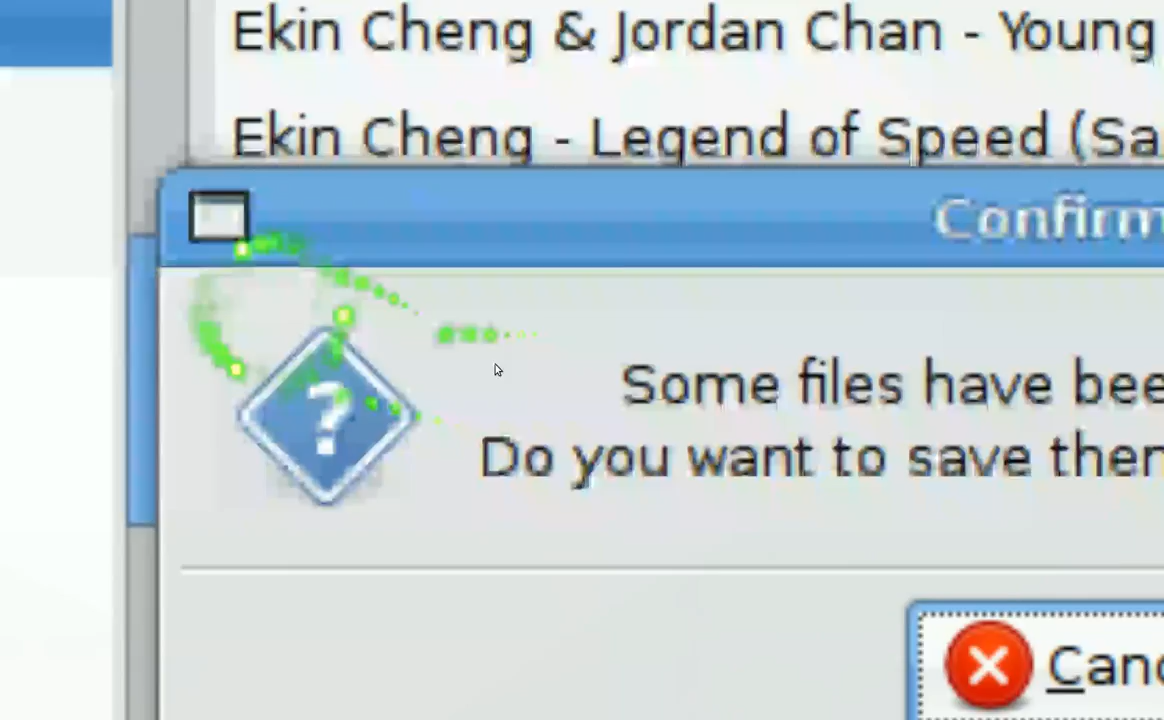 Ekin Cheng & Jordan Chan - Young
Ekin Cheng - Legend of Speed (Sa
Confirm
?
Some files have bee
Do you want to save then
Canc